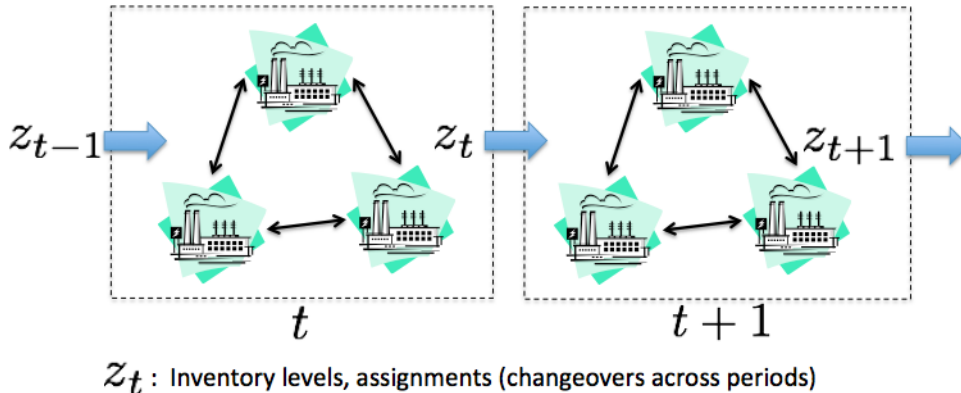 z_{t-1} z_t z_{t+1}
t t + 1
z_t : Inventory levels, assignments (changeovers across periods)